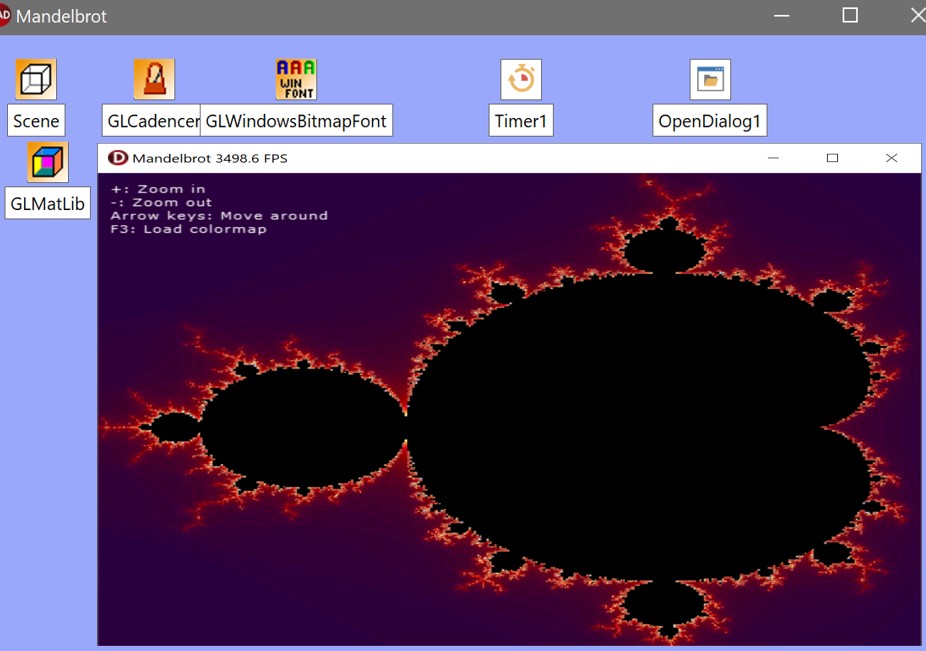 AD Mandelbrot
AAA
WIN
FONT
Scene
GLCadencer
GLWindowsBitmapFont
Timer1
OpenDialog1
GLMatLib
D Mandelbrot 3498.6 FPS
+: Zoom in
-: Zoom out
Arrow keys: Move around
F3: Load colormap